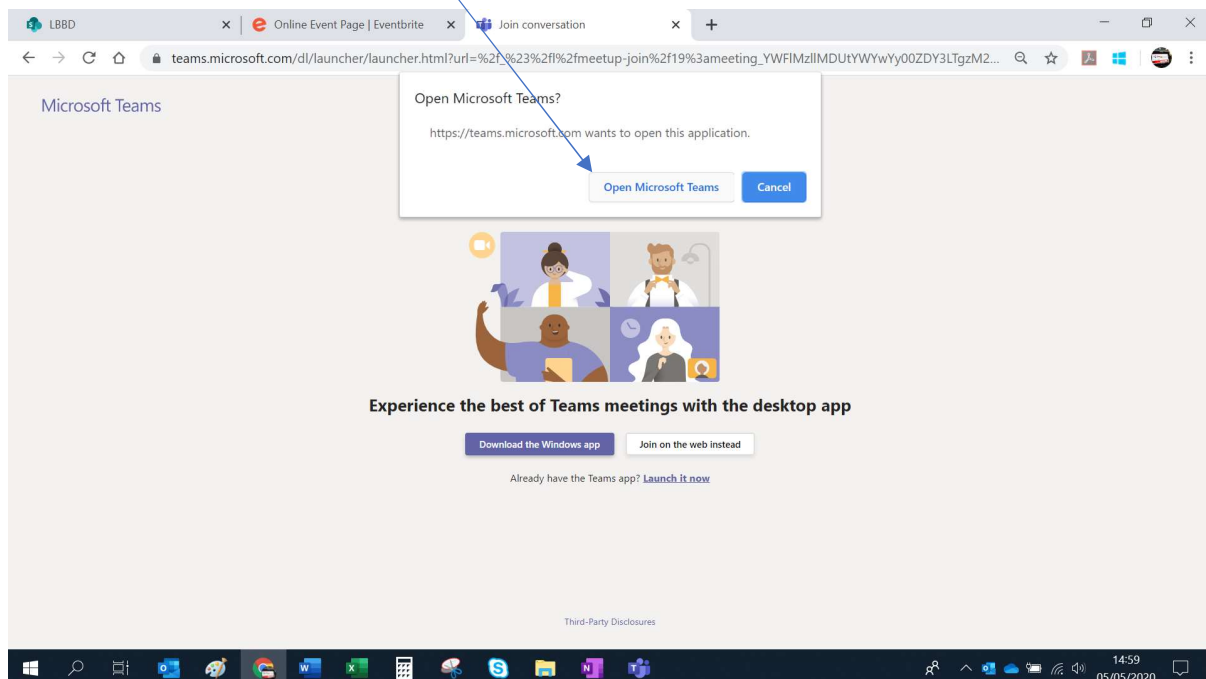 LBBD
Online Event Page | Eventbrite
Join conversation
teams.microsoft.com/dl/launcher/launcher.html?url=%2f_%23%2fl%2fmeetup-join%2f19%3ameeting_YWFlMzllMDUtYWYwYy00ZDY3LTgzM2...
Microsoft Teams
Open Microsoft Teams?
https://teams.microsoft.com wants to open this application.
Open Microsoft Teams
Cancel
Experience the best of Teams meetings with the desktop app
Download the Windows app
Join on the web instead
Already have the Teams app? Launch it now
Third-Party Disclosures
14:59
05/05/2020